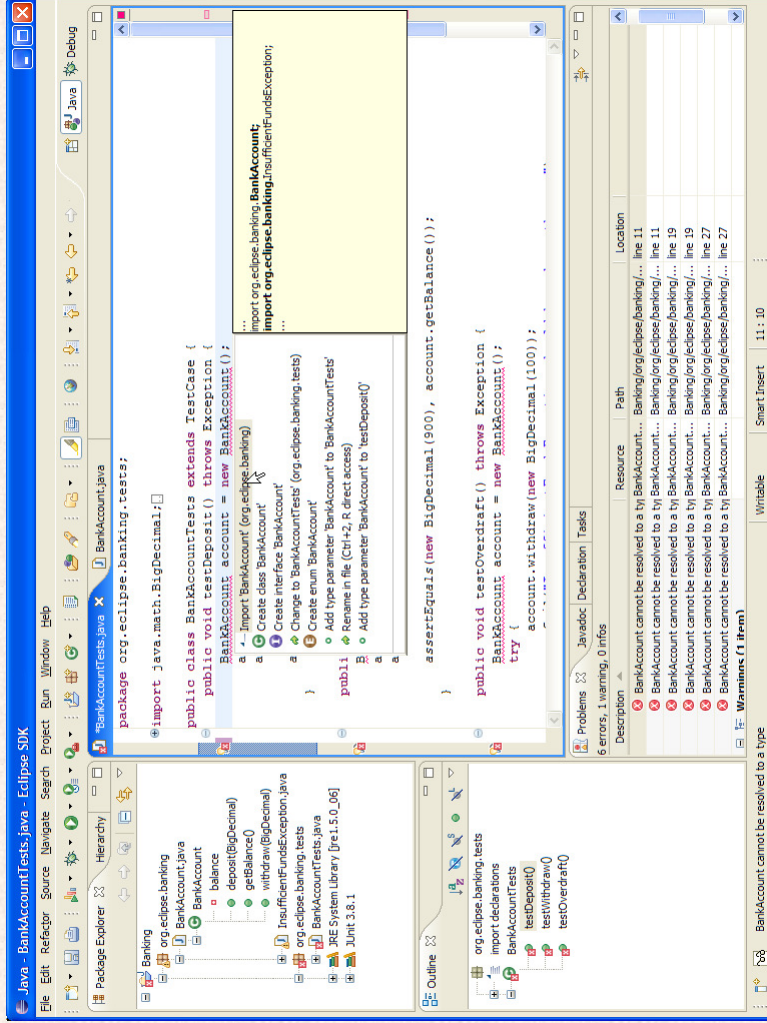 Java - BankAccountTests.java - Eclipse SDK
File Edit Refactor Source Navigate Search Project Run Window Help
Debug
Java
Package Explorer
Hierarchy
Banking
org.eclipse.banking
BankAccount.java
BankAccount
balance
deposit(BigDecimal)
getBalance()
withdraw(BigDecimal)
InsufficientFundsException.java
org.eclipse.banking.tests
BankAccountTests.java
JRE System Library [jre1.5.0_06]
JUnit 3.8.1
Outline
org.eclipse.banking.tests
import declarations
BankAccountTests
testDeposit()
testWithdraw()
testOverdraft()
*BankAccountTests.java
BankAccount.java
package org.eclipse.banking.tests;
import java.math.BigDecimal;
public class BankAccountTests extends TestCase {
public void testDeposit() throws Exception {
BankAccount account = new BankAccount();
a
a
a
}
publi
B
a
a
Import 'BankAccount' (org.eclipse.banking)
Create class 'BankAccount'
Create interface 'BankAccount'
Change to 'BankAccountTests' (org.eclipse.banking.tests)
Create enum 'BankAccount'
Add type parameter 'BankAccount' to 'BankAccountTests'
Rename in file (Ctrl+2, R direct access)
Add type parameter 'BankAccount' to 'testDeposit()'
...
import org.eclipse.banking.BankAccount;
import org.eclipse.banking.InsufficientFundsException;
...
assertEquals(new BigDecimal(900), account.getBalance());
}
public void testOverdraft() throws Exception {
BankAccount account = new BankAccount();
try {
account.withdraw(new BigDecimal(100));
Problems
Javadoc
Declaration
Tasks
6 errors, 1 warning, 0 infos
Description Resource Path Location
BankAccount cannot be resolved to a ty BankAccount... Banking/org/eclipse/banking/... line 11
BankAccount cannot be resolved to a ty BankAccount... Banking/org/eclipse/banking/... line 11
BankAccount cannot be resolved to a ty BankAccount... Banking/org/eclipse/banking/... line 19
BankAccount cannot be resolved to a ty BankAccount... Banking/org/eclipse/banking/... line 19
BankAccount cannot be resolved to a ty BankAccount... Banking/org/eclipse/banking/... line 27
BankAccount cannot be resolved to a ty BankAccount... Banking/org/eclipse/banking/... line 27
Warnings (1 item)
BankAccount cannot be resolved to a type
Writable
Smart Insert
11 : 10